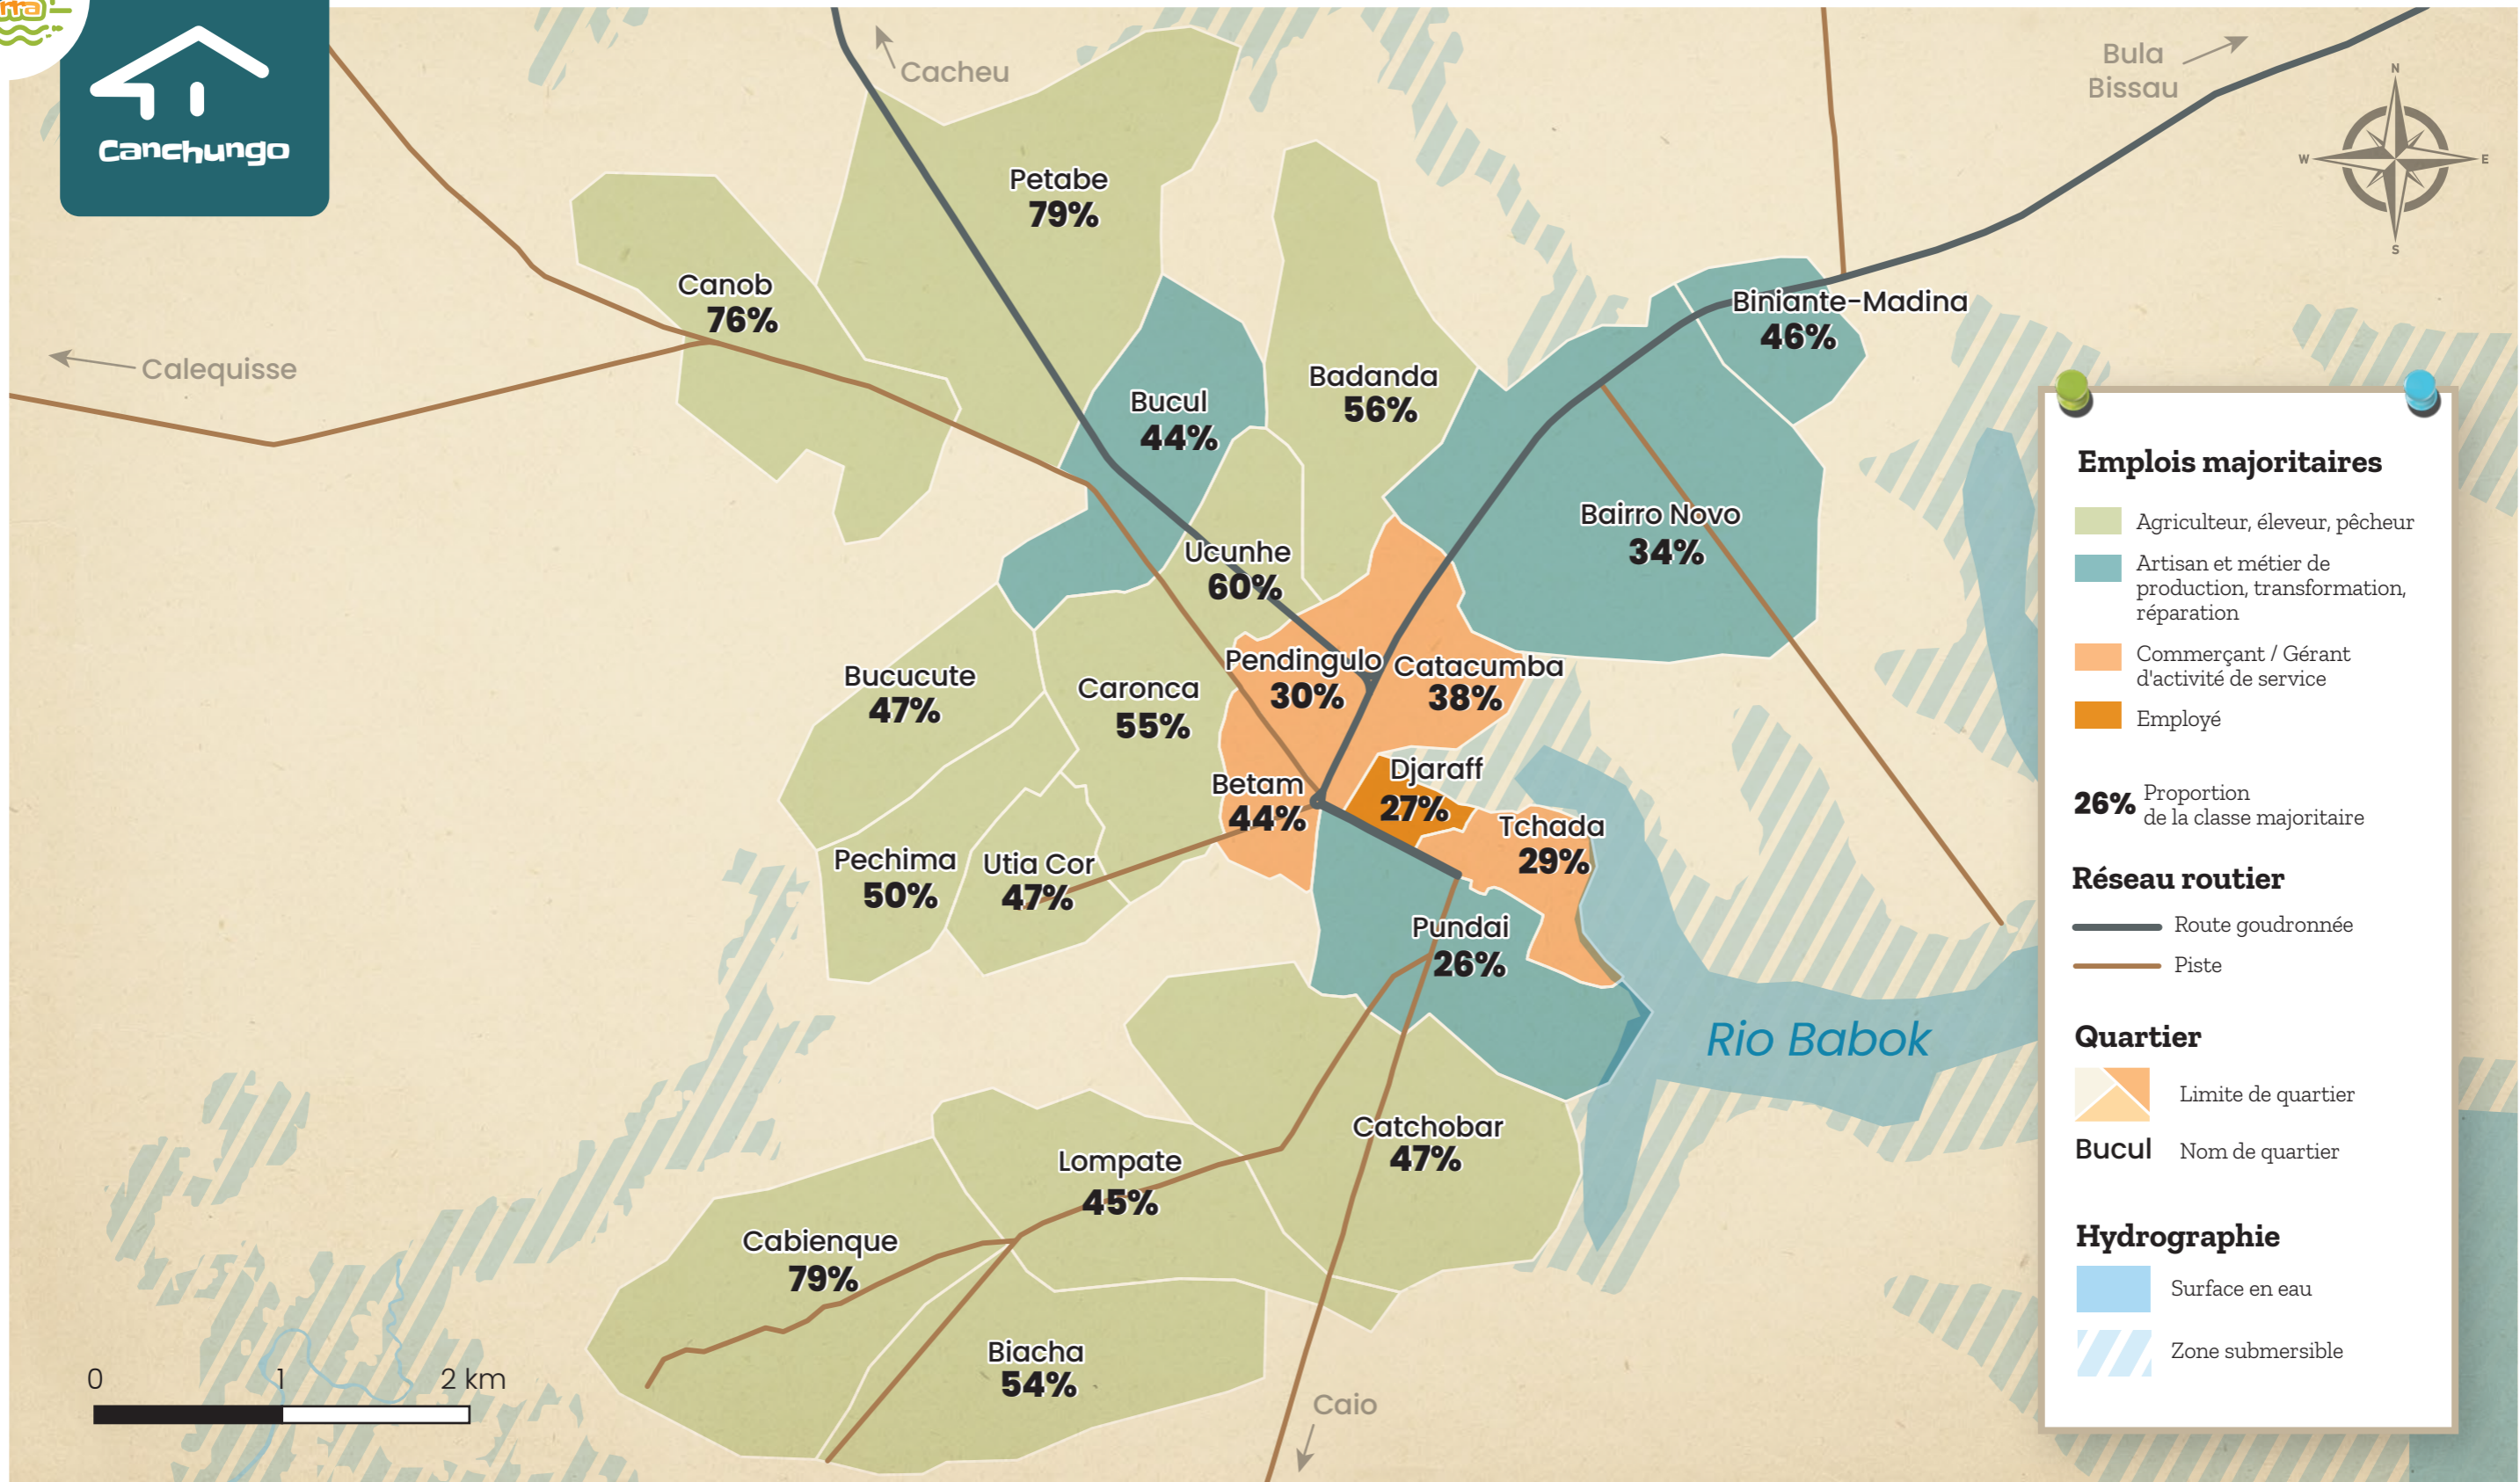 Canchungo
Cacheu
Bula
Bissau
N
W
E
S
Calequisse
Petabe
79%
Canob
76%
Biniante-Madina
46%
Bucul
44%
Badanda
56%
Bairro Novo
34%
Ucunhe
60%
Pendingulo
30%
Catacumba
38%
Bucucute
47%
Caronca
55%
Betam
44%
Djaraff
27%
Tchada
29%
Pechima
50%
Utia Cor
47%
Pundai
26%
Rio Babok
Catchobar
47%
Lompate
45%
Cabienque
79%
Biacha
54%
Caio
0 1 2 km
Emplois majoritaires
Agriculteur, éleveur, pêcheur
Artisan et métier de
production, transformation,
réparation
Commerçant / Gérant
d'activité de service
Employé
26% Proportion
de la classe majoritaire
Réseau routier
Route goudronnée
Piste
Quartier
Limite de quartier
Bucul Nom de quartier
Hydrographie
Surface en eau
Zone submersible